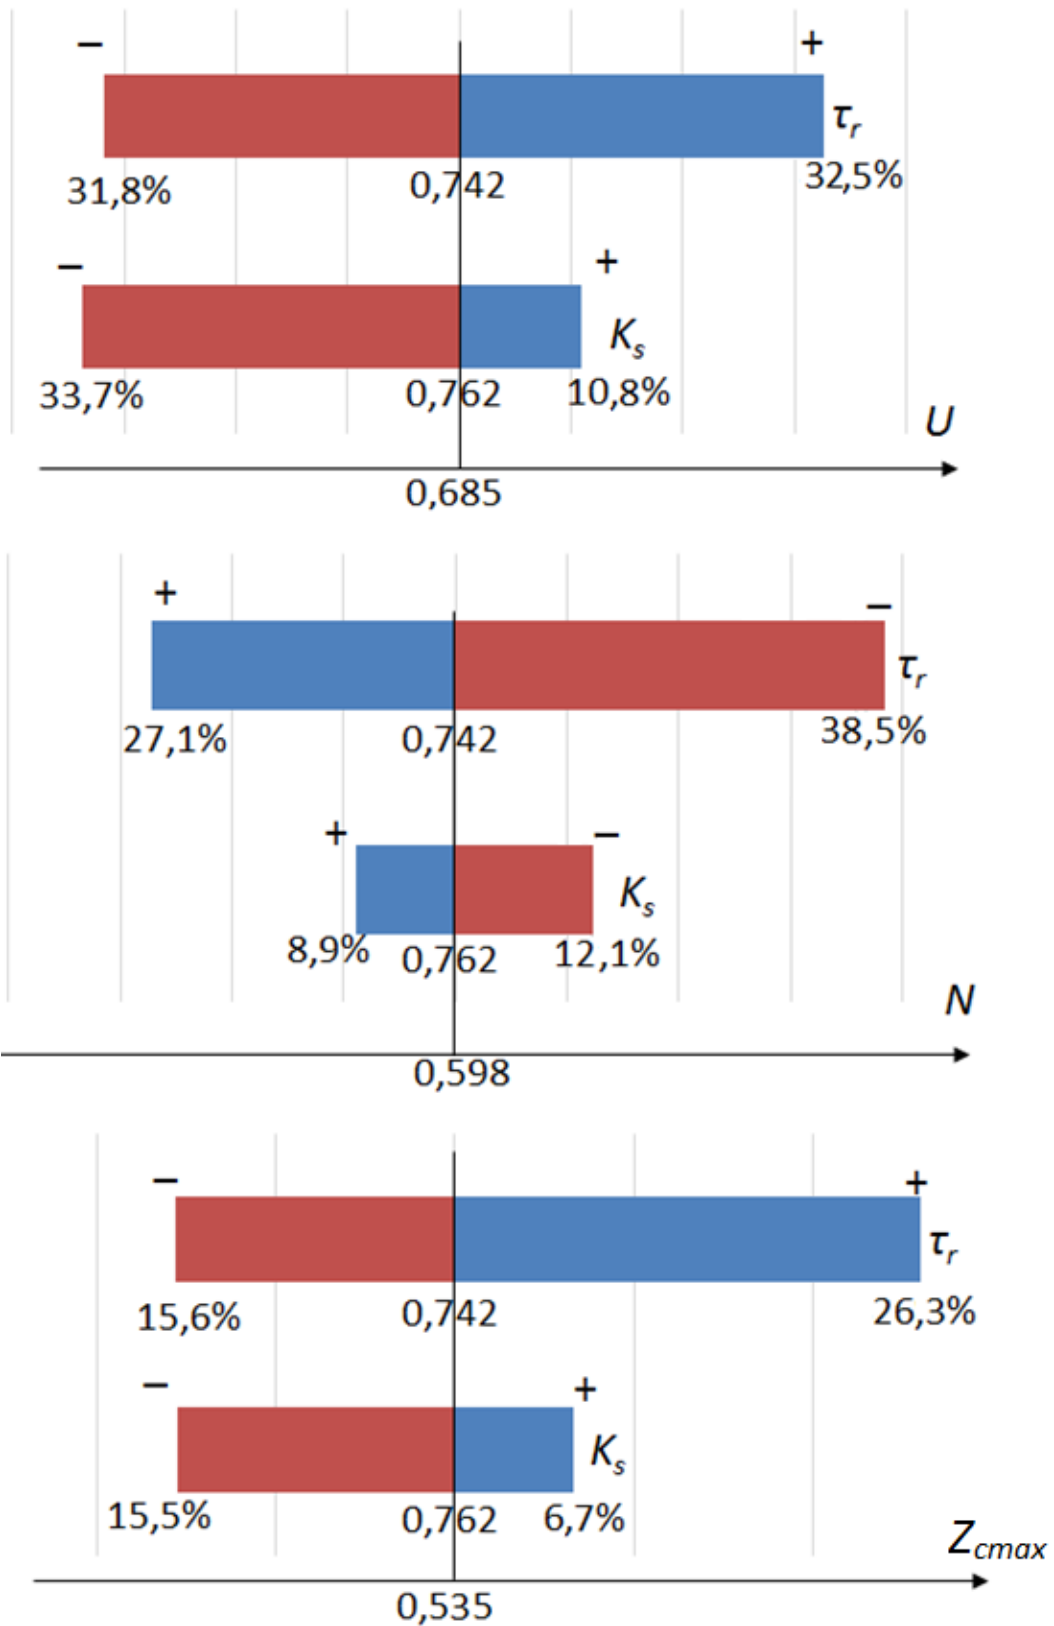 − +
τr
31,8% 0,742 32,5%
− +
Ks
33,7% 0,762 10,8%
U
0,685
+ −
τr
27,1% 0,742 38,5%
+ −
Ks
8,9% 0,762 12,1%
N
0,598
− +
τr
15,6% 0,742 26,3%
− +
Ks
15,5% 0,762 6,7%
Zcmax
0,535